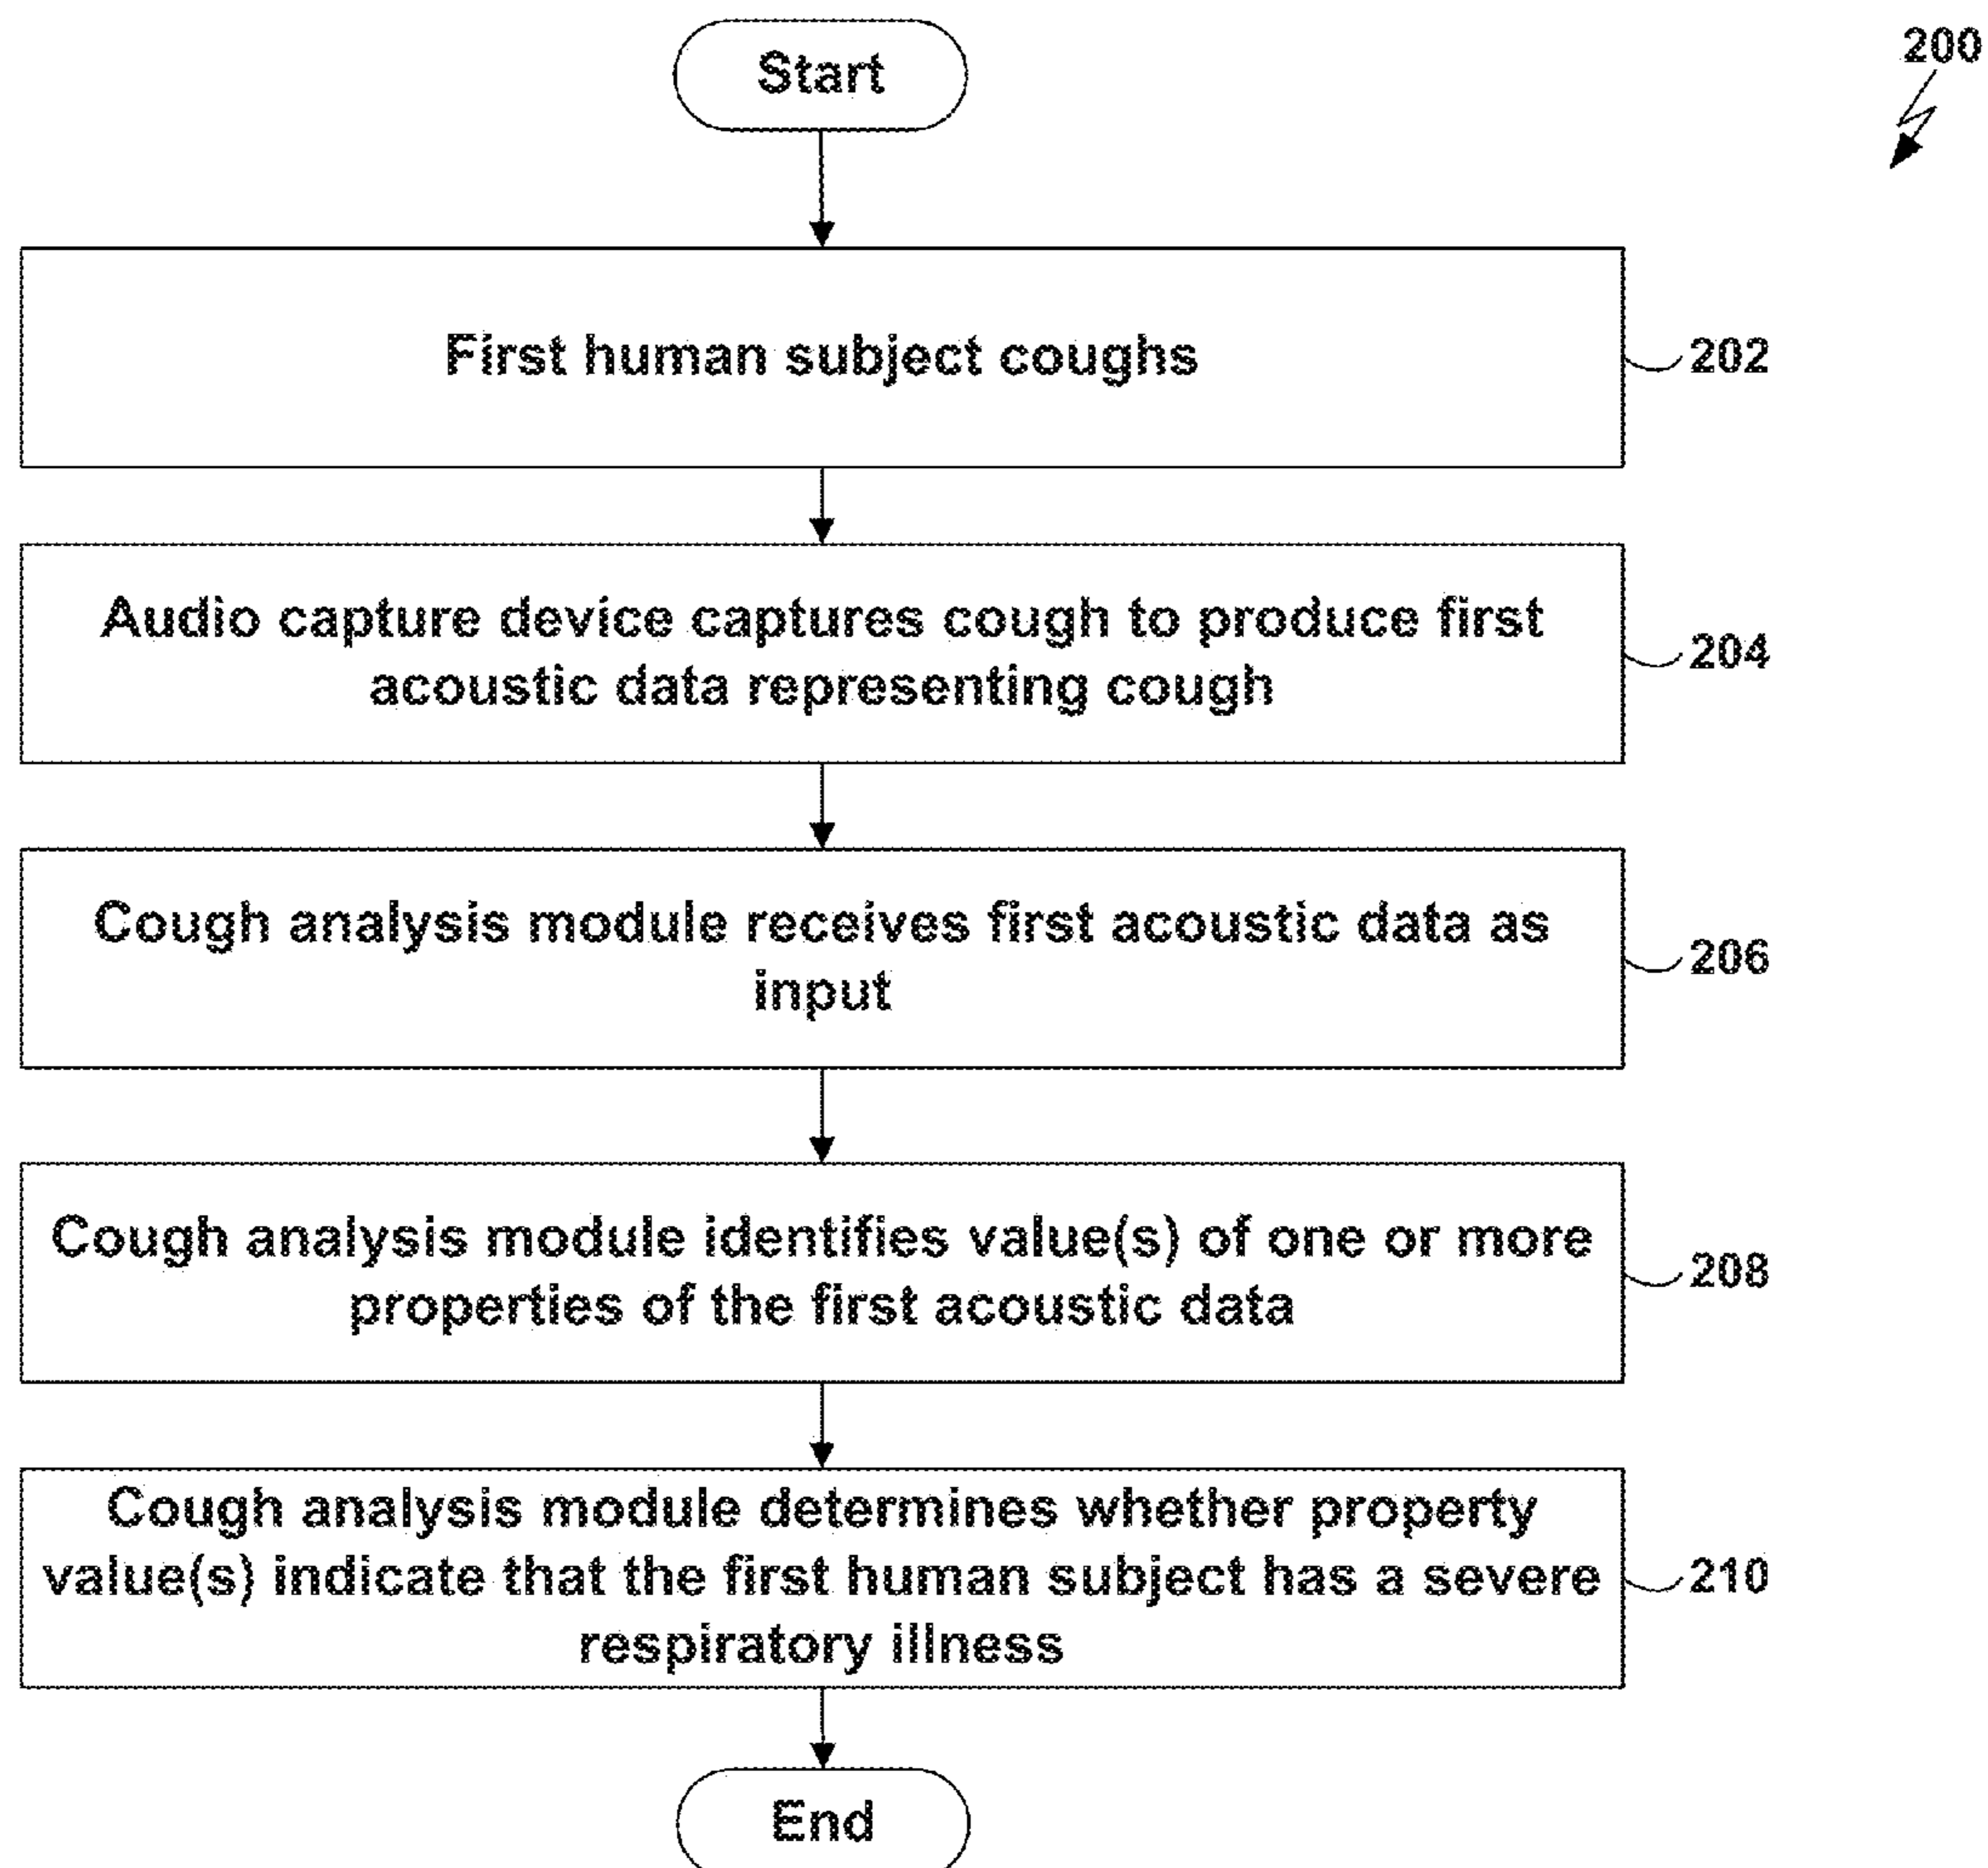 Start
200
First human subject coughs
202
Audio capture device captures cough to produce first
acoustic data representing cough
204
Cough analysis module receives first acoustic data as
input
206
Cough analysis module identifies value(s) of one or more
properties of the first acoustic data
208
Cough analysis module determines whether property
value(s) indicate that the first human subject has a severe
respiratory illness
210
End